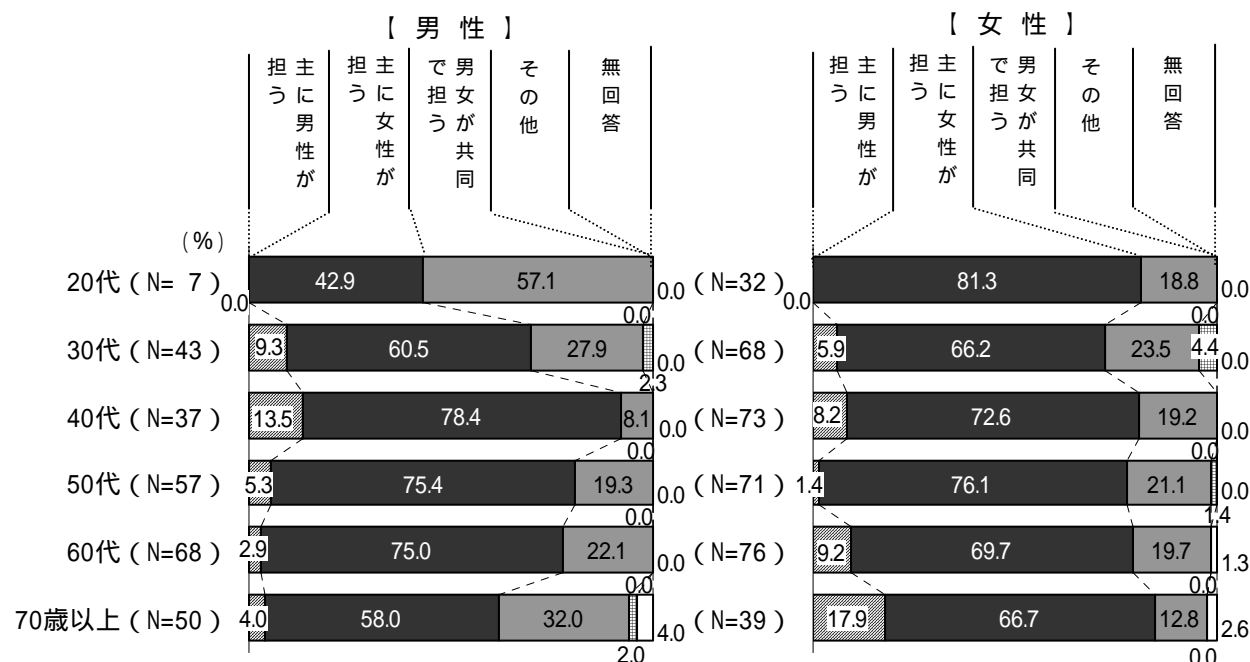 【 男 性 】
【 女 性 】
主に男性が担う
主に女性が担う
男女が共同で担う
その他
無回答
主に男性が担う
主に女性が担う
男女が共同で担う
その他
無回答
(%)
20代（N= 7） 0.0 42.9 57.1 0.0 0.0
（N=32） 0.0 81.3 18.8 0.0 0.0
30代（N=43） 9.3 60.5 27.9 2.3 0.0
（N=68） 5.9 66.2 23.5 4.4 0.0
40代（N=37） 13.5 78.4 8.1 0.0 0.0
（N=73） 8.2 72.6 19.2 0.0 0.0
50代（N=57） 5.3 75.4 19.3 0.0 0.0
（N=71） 1.4 76.1 21.1 1.4 0.0
60代（N=68） 2.9 75.0 22.1 0.0 0.0
（N=76） 9.2 69.7 19.7 0.0 1.3
70歳以上（N=50） 4.0 58.0 32.0 2.0 4.0
（N=39） 17.9 66.7 12.8 0.0 2.6